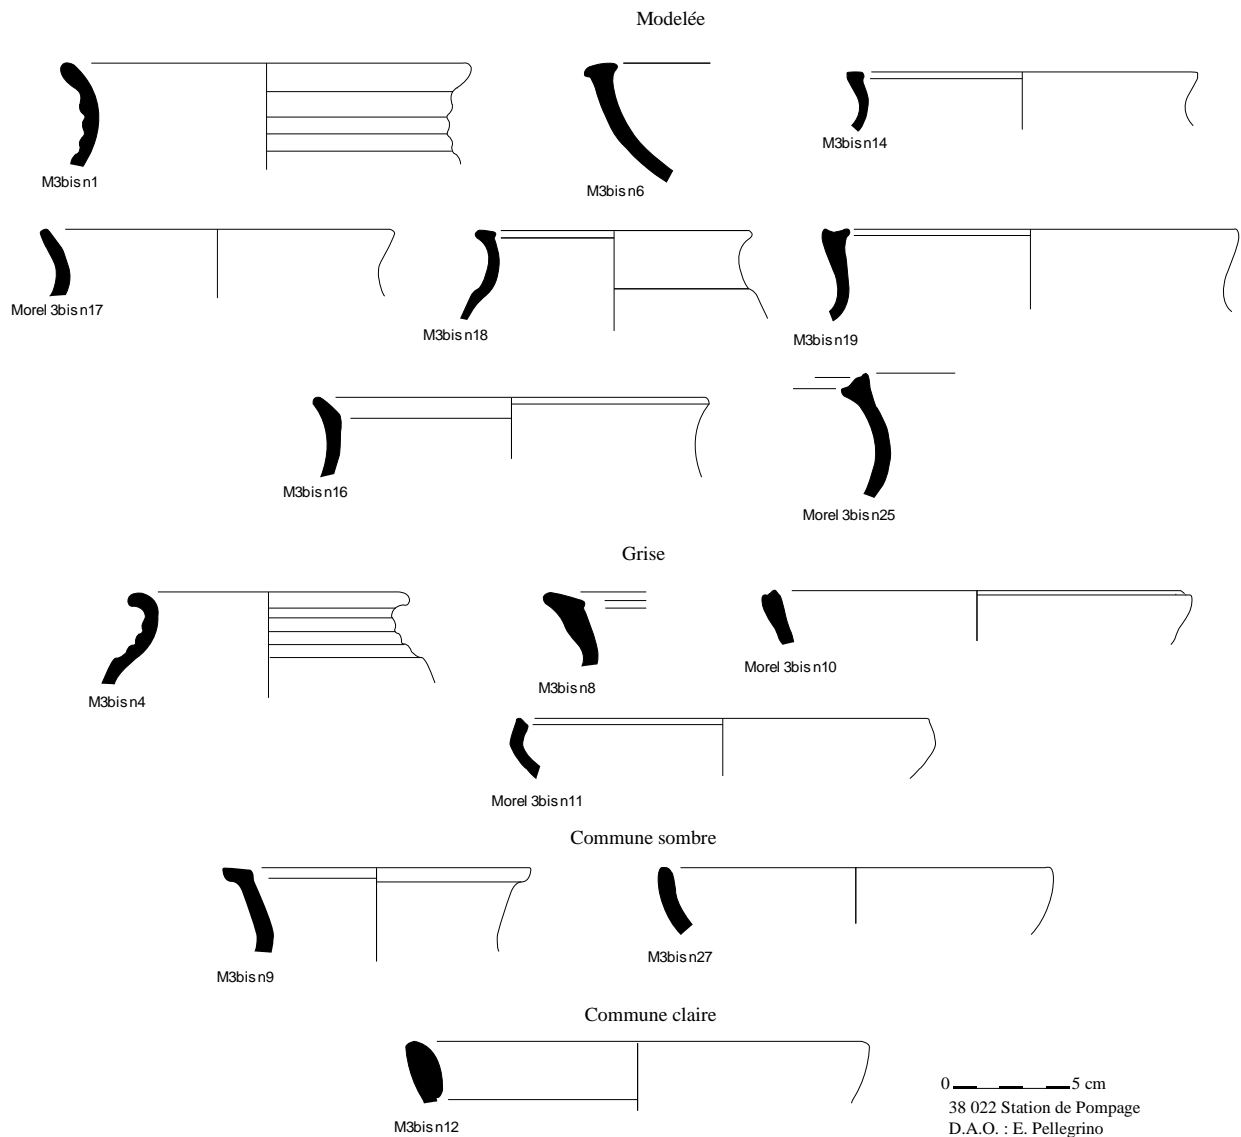 Modelée
M3bis n1
M3bis n6
M3bis n14
Morel 3bis n17
M3bis n18
M3bis n19
M3bis n16
Morel 3bis n25
Grise
M3bis n4
M3bis n8
Morel 3bis n10
Morel 3bis n11
Commune sombre
M3bis n9
M3bis n27
Commune claire
M3bis n12
0 5 cm
38 022 Station de Pompage
D.A.O. : E. Pellegrino